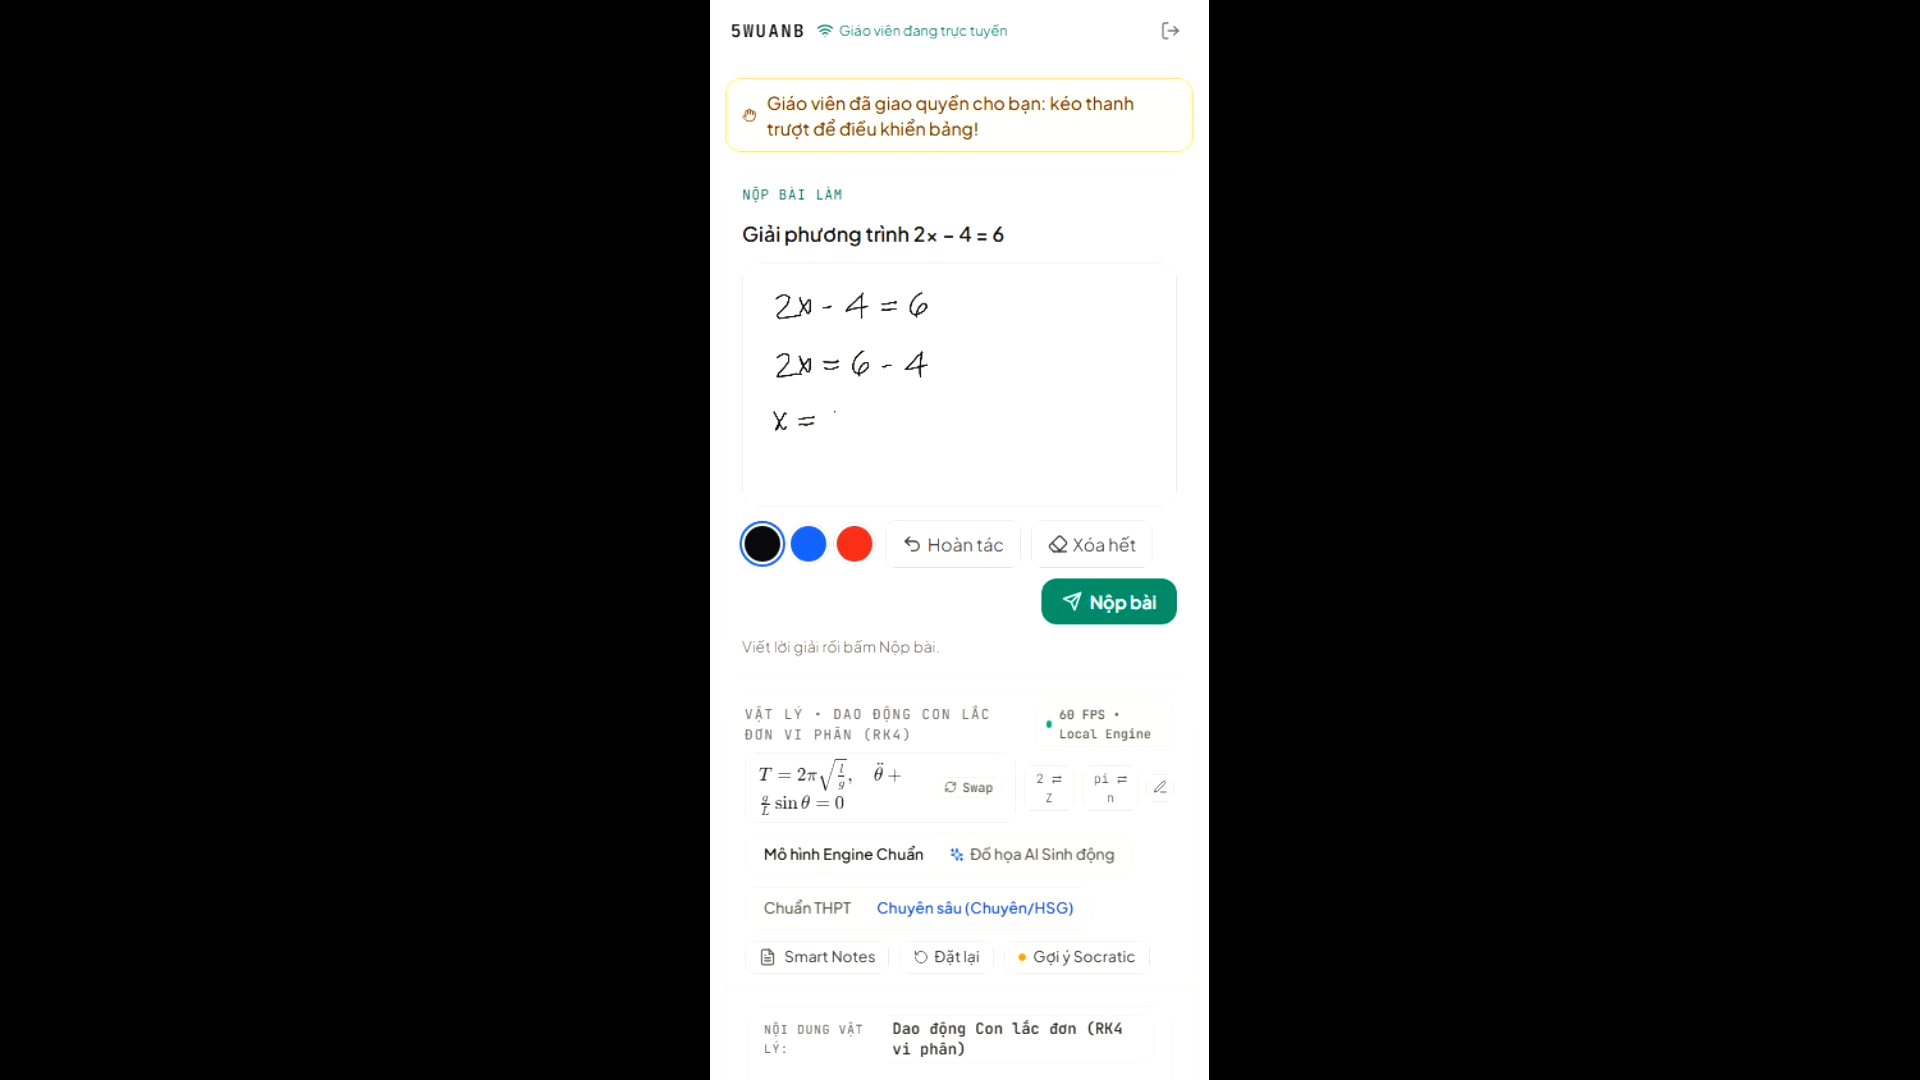 5WUANB Giáo viên đang trực tuyến
Giáo viên đã giao quyền cho bạn: kéo thanh
trượt để điều khiển bảng!
NỘP BÀI LÀM
Giải phương trình 2x − 4 = 6
2x - 4 = 6
2x = 6 - 4
x =
Hoàn tác Xóa hết
Nộp bài
Viết lời giải rồi bấm Nộp bài.
VẬT LÝ • DAO ĐỘNG CON LẮC
ĐƠN VI PHÂN (RK4)
60 FPS •
Local Engine
T = 2π√(l/g), θ̈ +
g/L sin θ = 0
Swap
2 ⇄
Z
pi ⇄
n
Mô hình Engine Chuẩn Đồ họa AI Sinh động
Chuẩn THPT Chuyên sâu (Chuyên/HSG)
Smart Notes Đặt lại Gợi ý Socratic
NỘI DUNG VẬT
LÝ:
Dao động Con lắc đơn (RK4
vi phân)